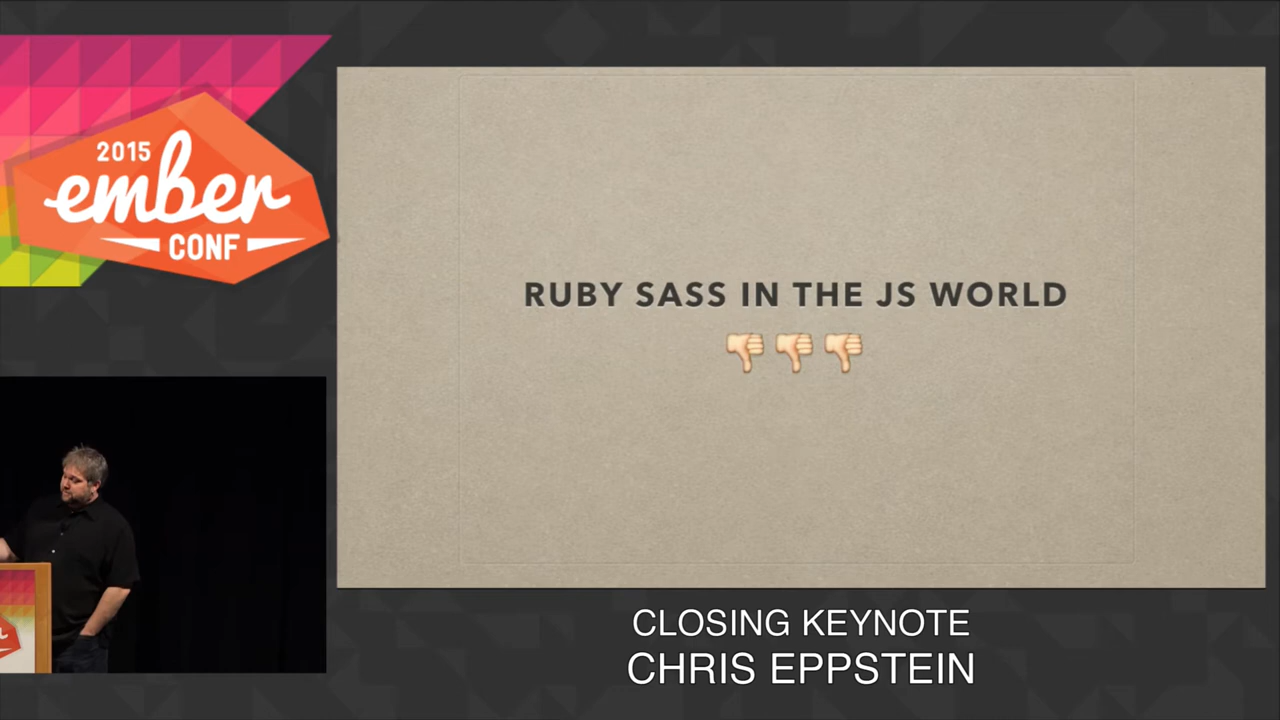 2015
ember
CONF
RUBY SASS IN THE JS WORLD
👎👎👎
CLOSING KEYNOTE
CHRIS EPPSTEIN